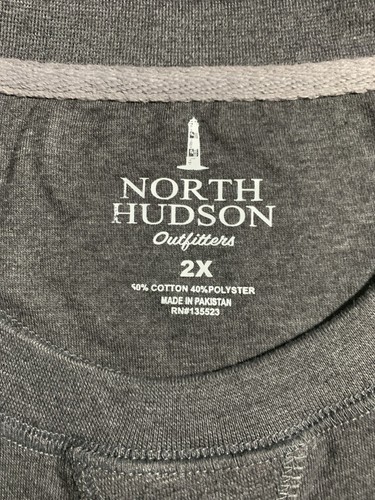 NORTH
HUDSON
Outfitters
2X
60% COTTON 40%POLYSTER
MADE IN PAKISTAN
RN#135523